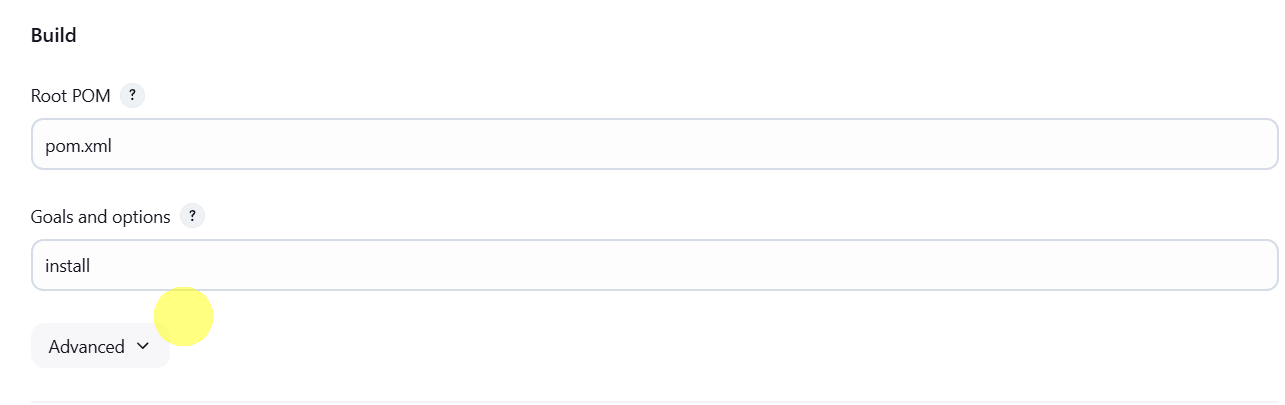 Build
Root POM ?
pom.xml
Goals and options ?
install
Advanced